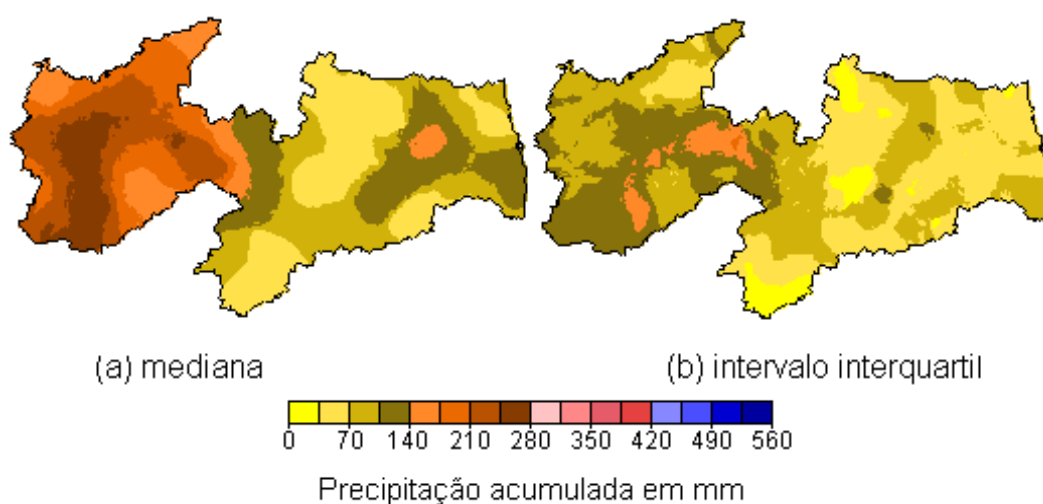 (a) mediana
(b) intervalo interquartil
0 70 140 210 280 350 420 490 560
Precipitação acumulada em mm